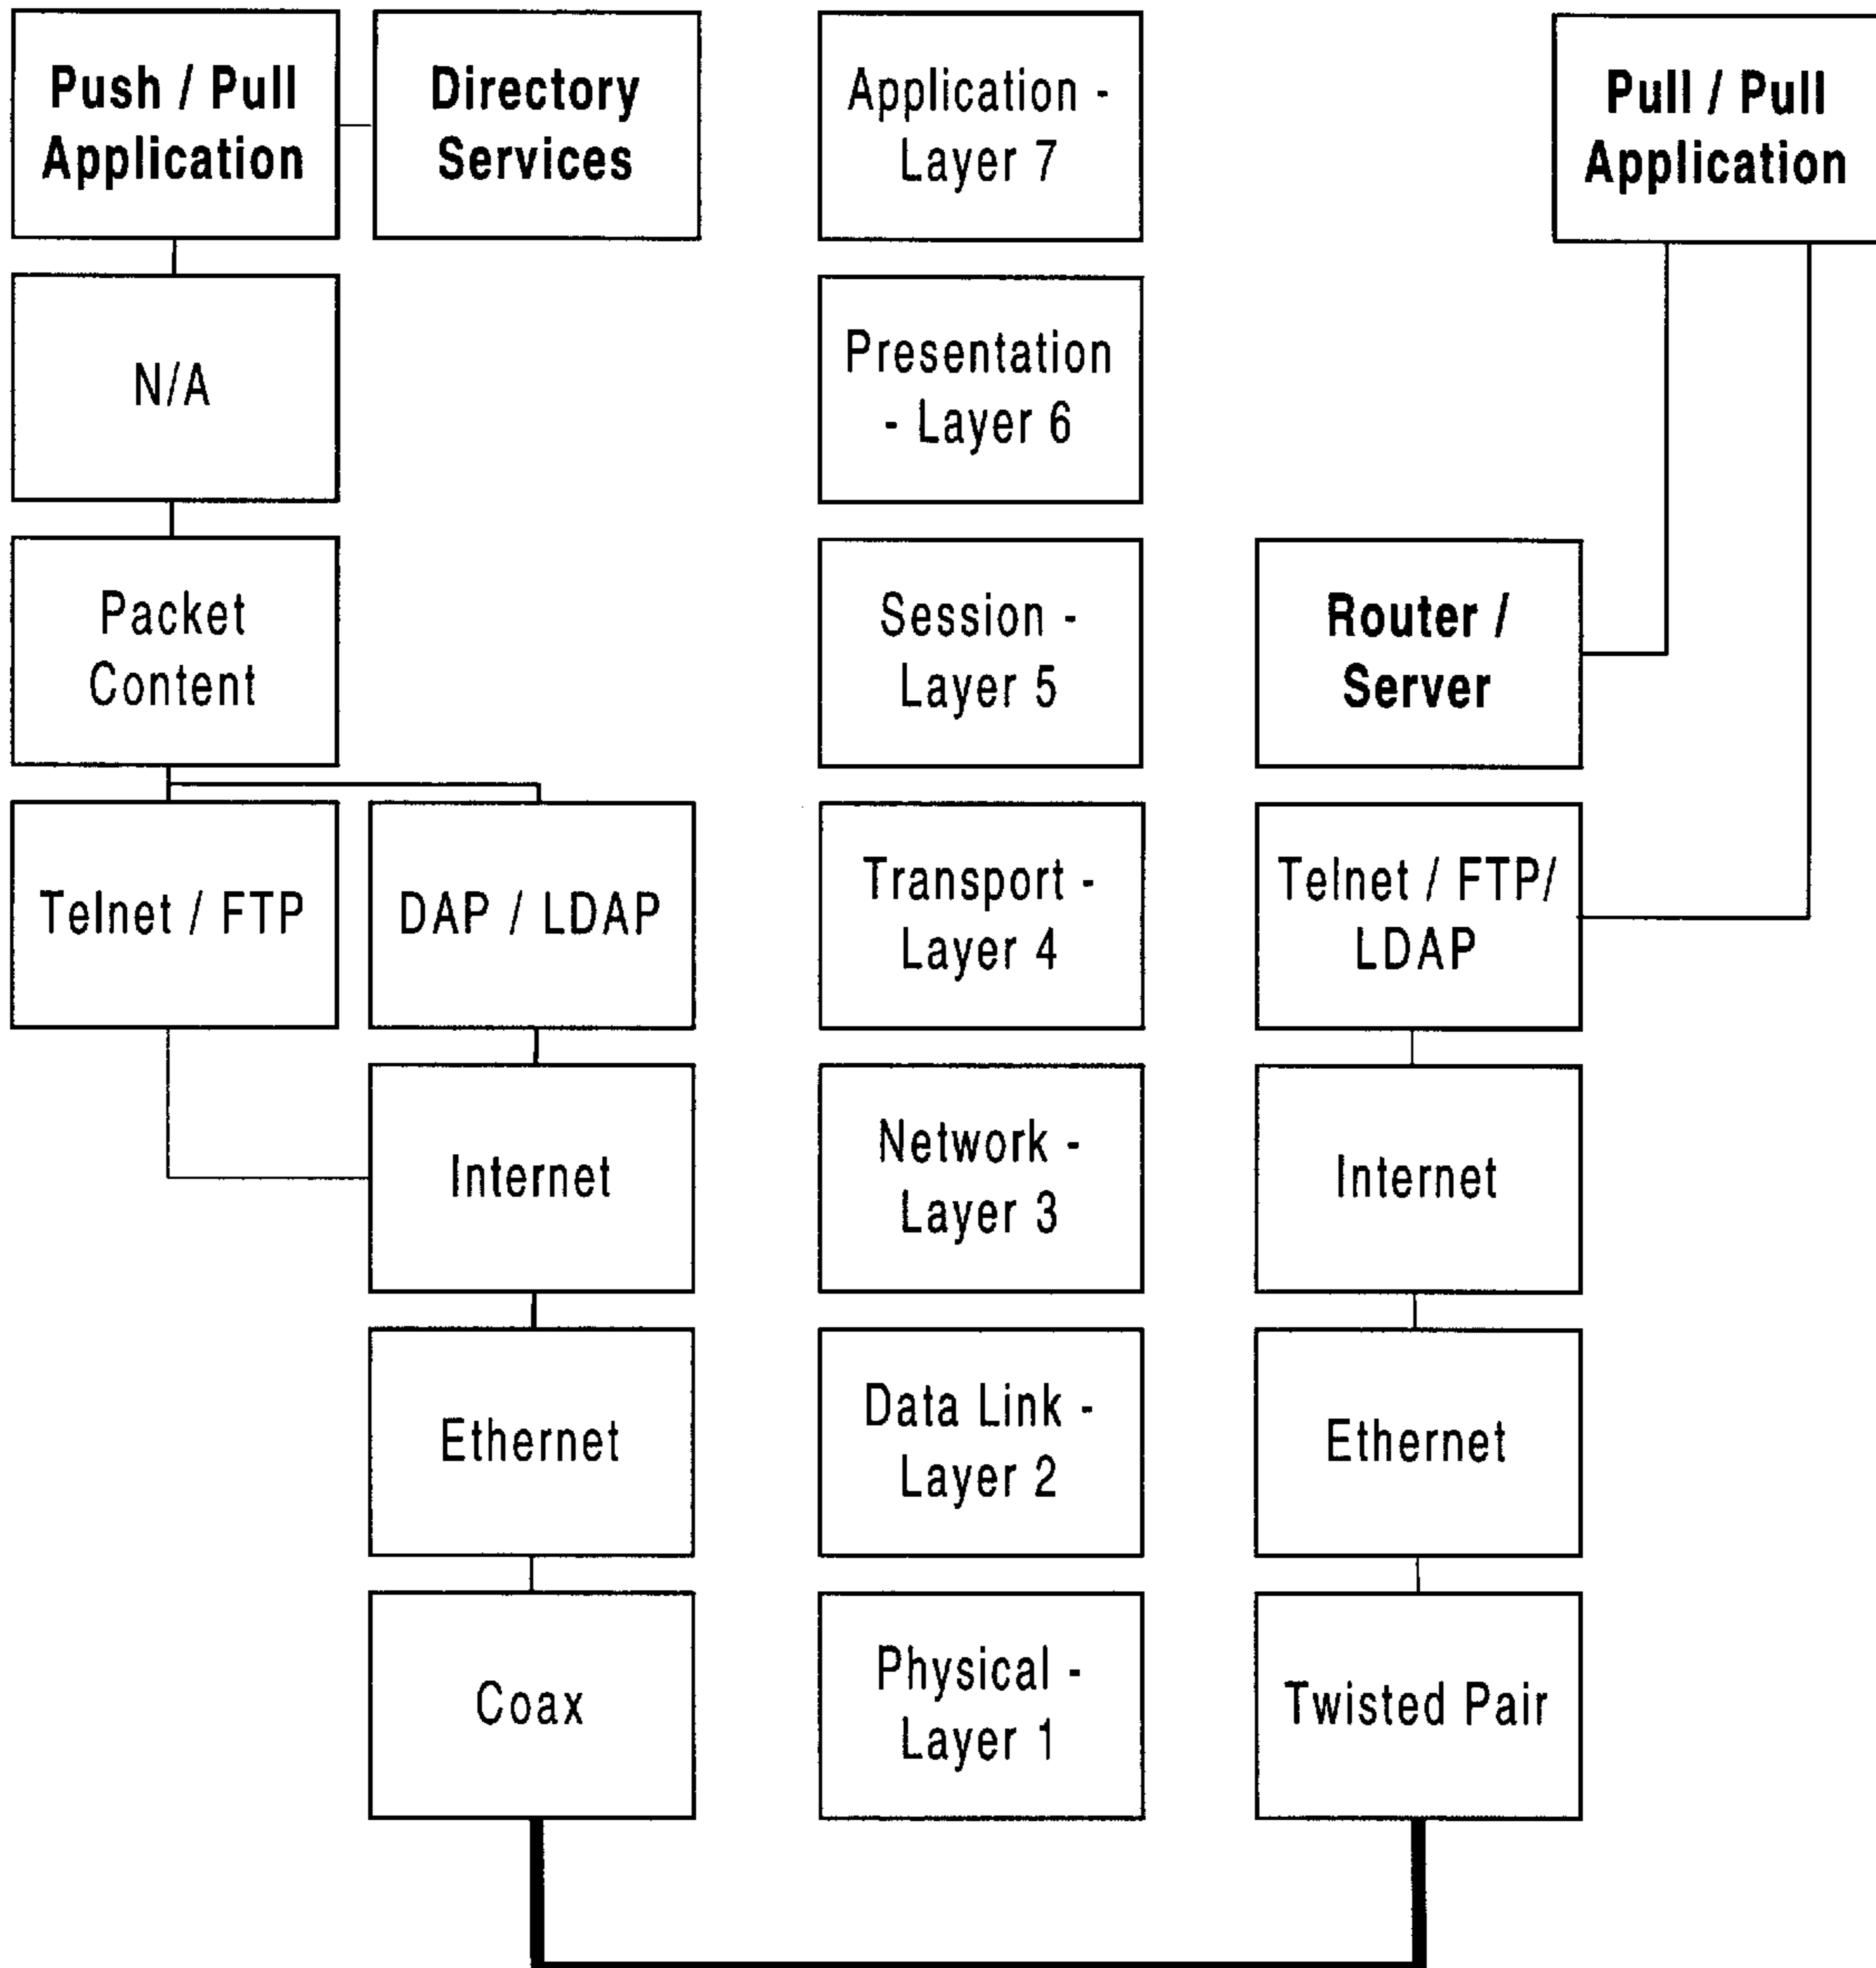 Push / Pull
Application
Directory
Services
Application -
Layer 7
Pull / Pull
Application
N/A
Presentation
- Layer 6
Packet
Content
Session -
Layer 5
Router /
Server
Telnet / FTP
DAP / LDAP
Transport -
Layer 4
Telnet / FTP/
LDAP
Internet
Network -
Layer 3
Internet
Ethernet
Data Link -
Layer 2
Ethernet
Coax
Physical -
Layer 1
Twisted Pair